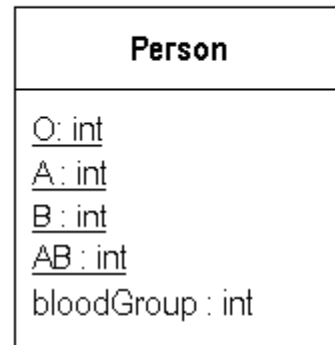 Person
O: int
A : int
B : int
AB : int
bloodGroup : int